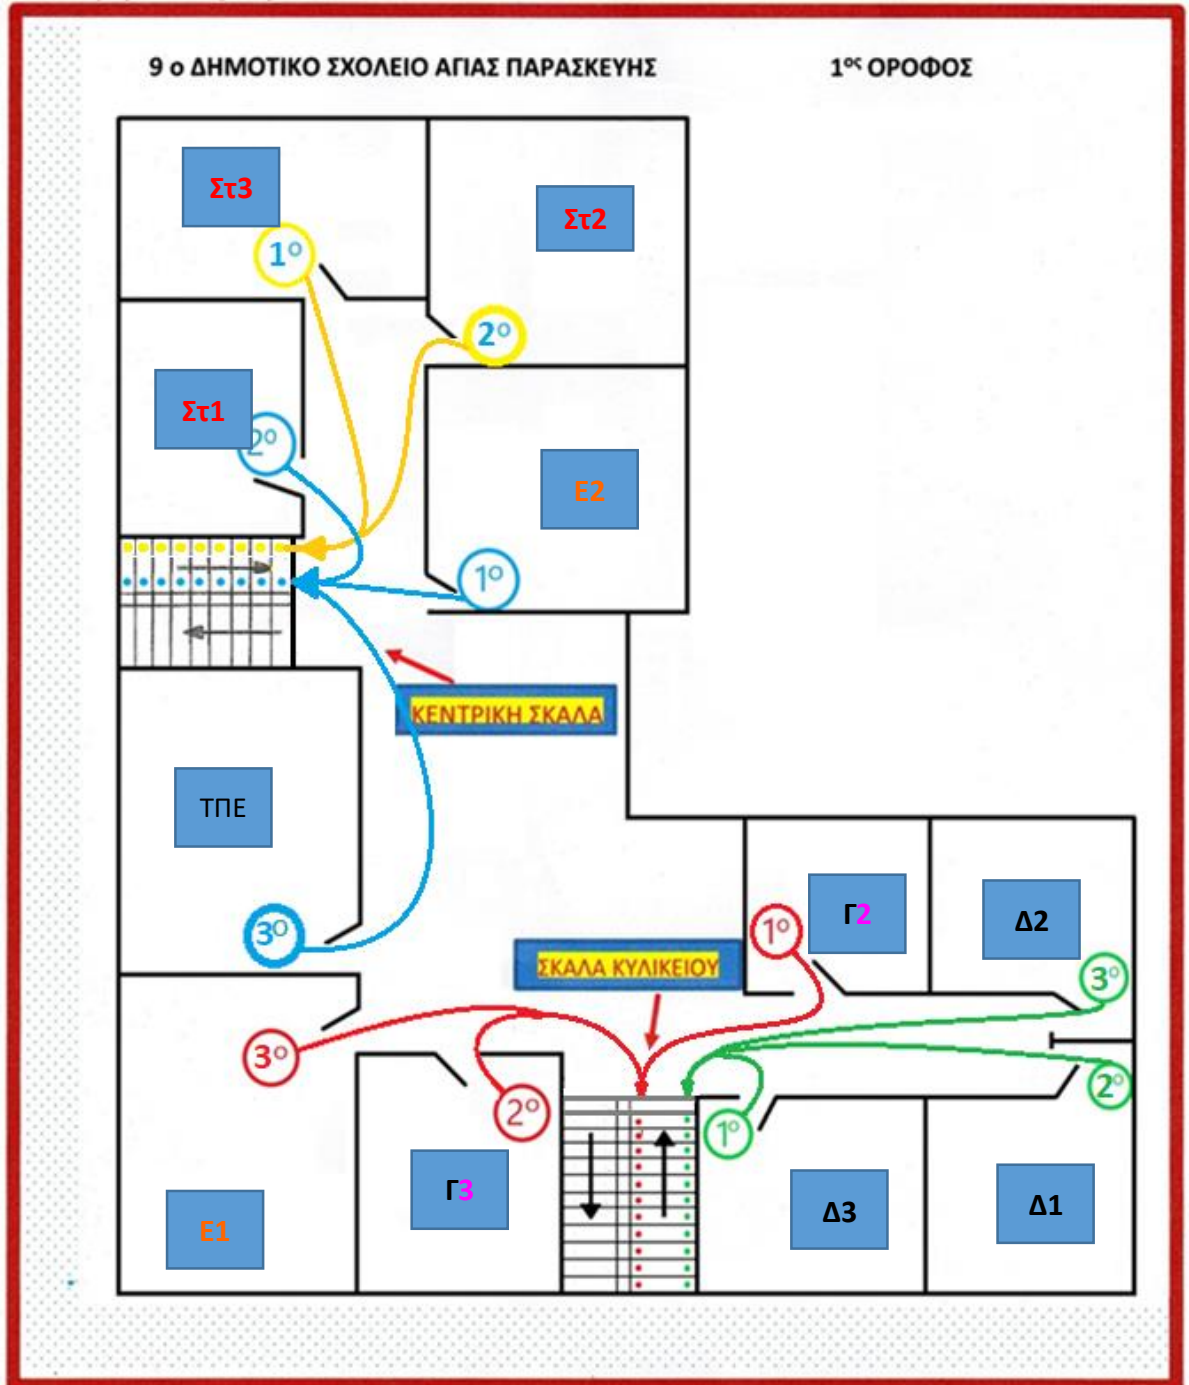 9 ο ΔΗΜΟΤΙΚΟ ΣΧΟΛΕΙΟ ΑΓΙΑΣ ΠΑΡΑΣΚΕΥΗΣ 1ος ΟΡΟΦΟΣ
Στ3
Στ2
1ο
2ο
Στ1
2ο
Ε2
1ο
ΚΕΝΤΡΙΚΗ ΣΚΑΛΑ
ΤΠΕ
3ο
Γ2
Δ2
1ο
ΣΚΑΛΑ ΚΥΛΙΚΕΙΟΥ
3ο
3ο
2ο
2ο
1ο
Γ3
Ε1
Δ3
Δ1